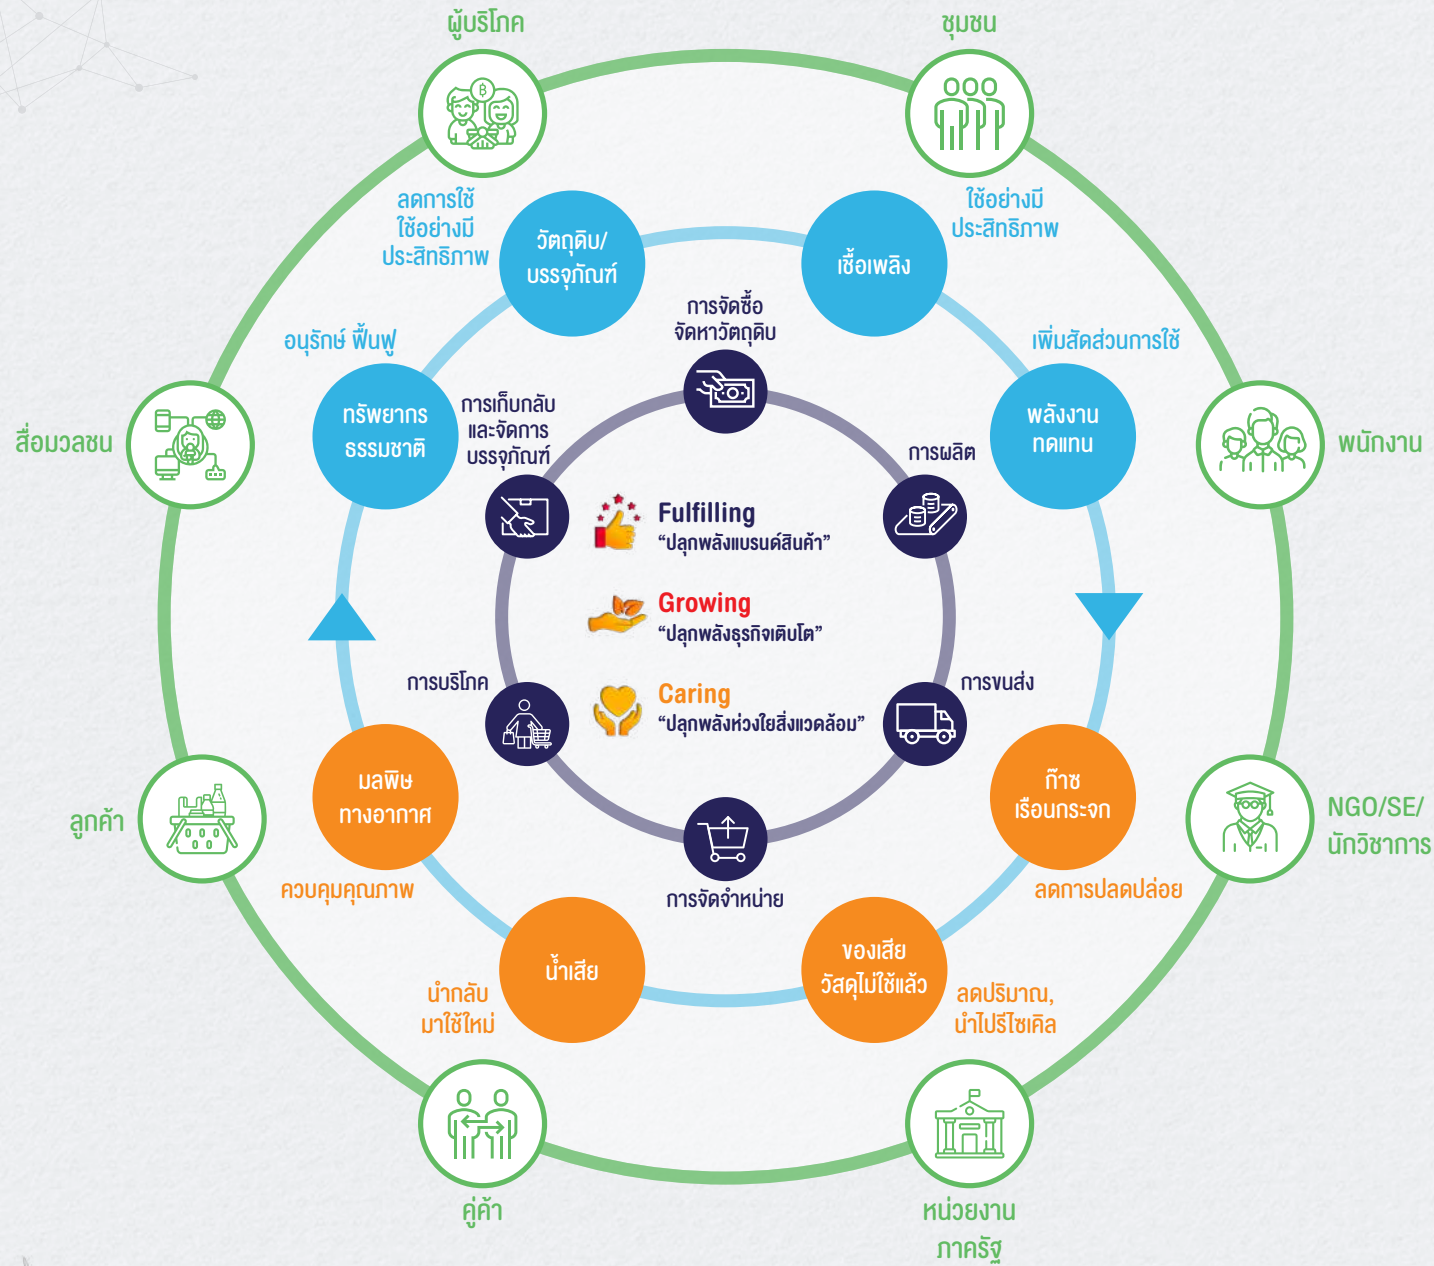 ผู้บริโภค
ชุมชน
ลดการใช้
ใช้อย่างมี
ประสิทธิภาพ
วัตถุดิบ/
บรรจุภัณฑ์
เชื้อเพลิง
ใช้อย่างมี
ประสิทธิภาพ
การจัดซื้อ
จัดหาวัตถุดิบ
อนุรักษ์ ฟื้นฟู
เพิ่มสัดส่วนการใช้
ทรัพยากร
ธรรมชาติ
การเก็บกลับ
และจัดการ
บรรจุภัณฑ์
การผลิต
พลังงาน
ทดแทน
สื่อมวลชน
พนักงาน
Fulfilling
“ปลุกพลังแบรนด์สินค้า”
Growing
“ปลุกพลังธุรกิจเติบโต”
Caring
“ปลุกพลังห่วงใยสิ่งแวดล้อม”
การบริโภค
การขนส่ง
มลพิษ
ทางอากาศ
ก๊าซ
เรือนกระจก
ลูกค้า
NGO/SE/
นักวิชาการ
ควบคุมคุณภาพ
การจัดจำหน่าย
ลดการปลดปล่อย
น้ำเสีย
ของเสีย
วัสดุไม่ใช้แล้ว
นำกลับ
มาใช้ใหม่
ลดปริมาณ,
นำไปรีไซเคิล
คู่ค้า
หน่วยงาน
ภาครัฐ